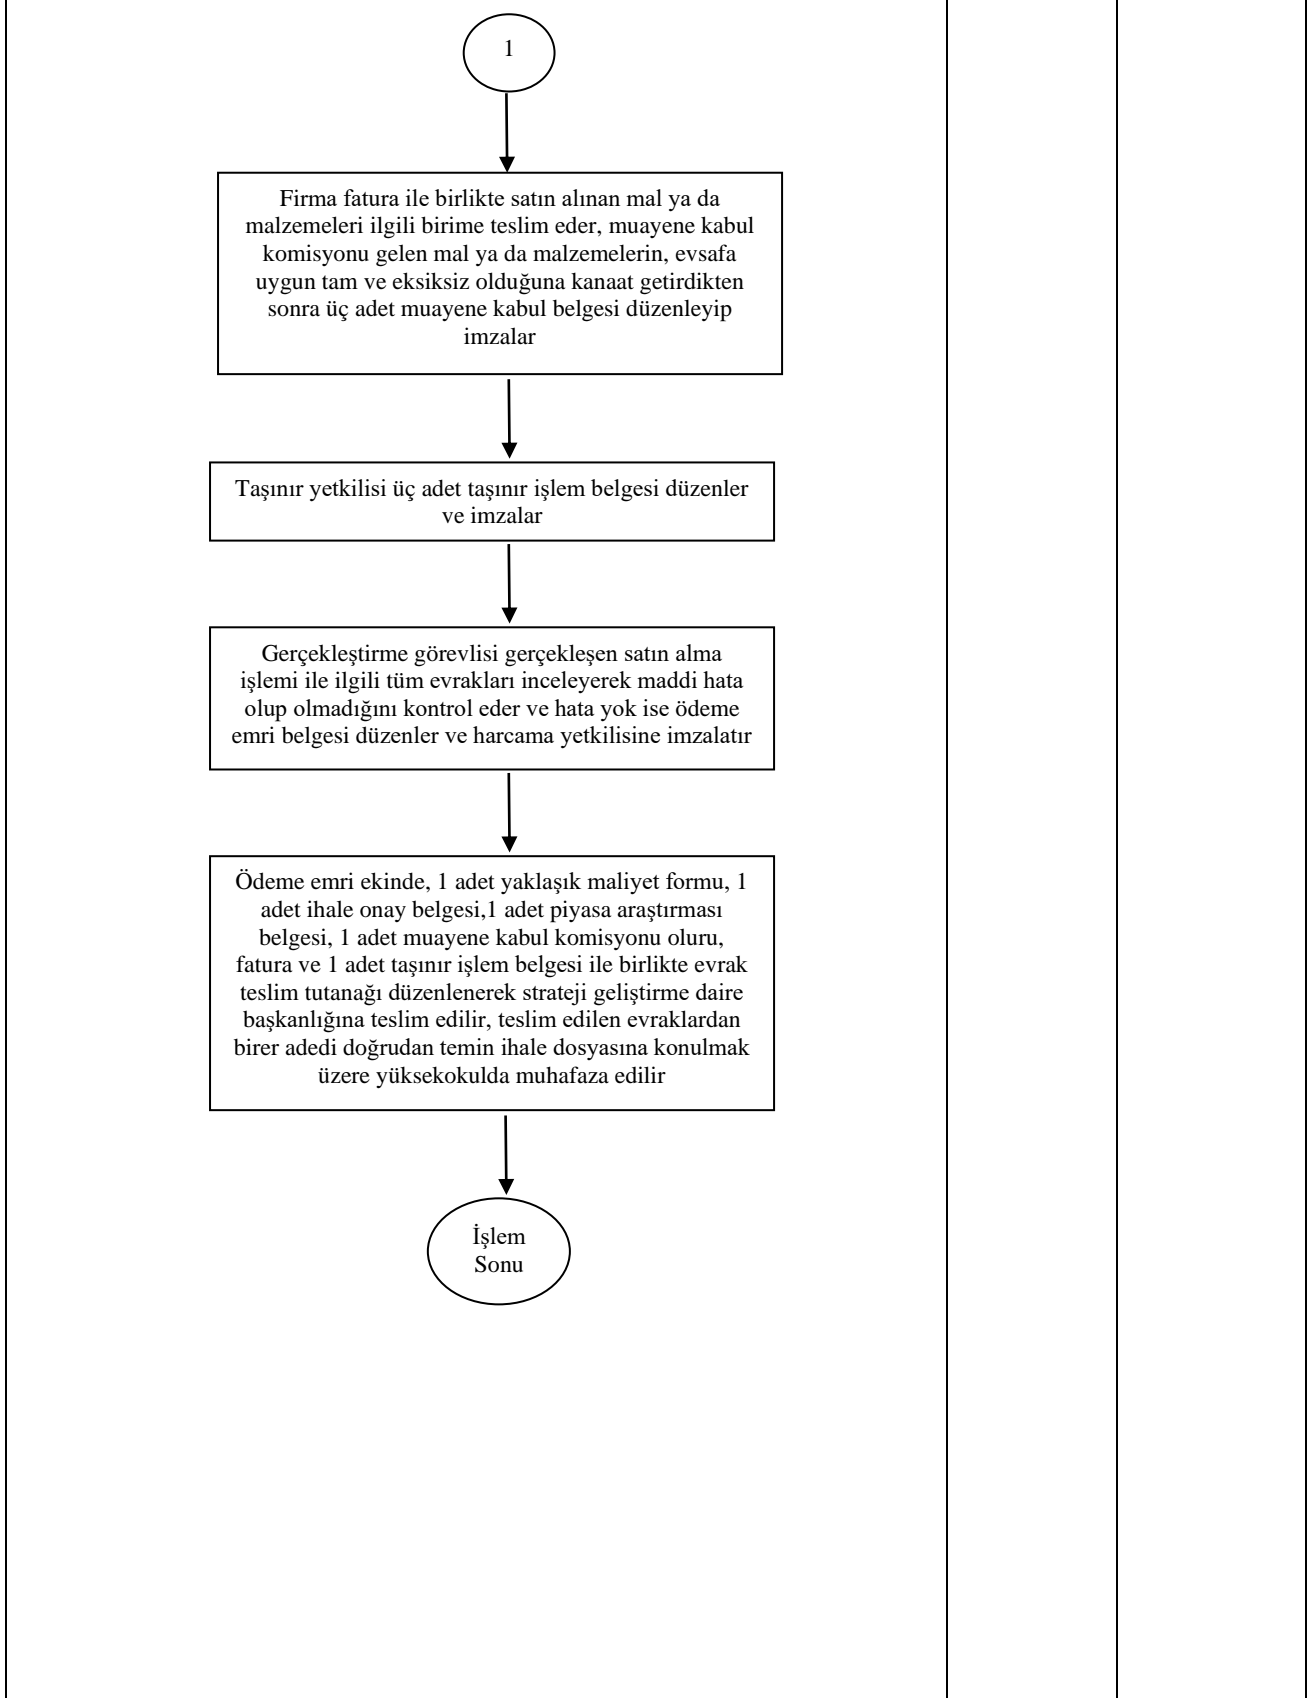 1
Firma fatura ile birlikte satın alınan mal ya da
malzemeleri ilgili birime teslim eder, muayene kabul
komisyonu gelen mal ya da malzemelerin, evsafa
uygun tam ve eksiksiz olduğuna kanaat getirdikten
sonra üç adet muayene kabul belgesi düzenleyip
imzalar
Taşınır yetkilisi üç adet taşınır işlem belgesi düzenler
ve imzalar
Gerçekleştirme görevlisi gerçekleşen satın alma
işlemi ile ilgili tüm evrakları inceleyerek maddi hata
olup olmadığını kontrol eder ve hata yok ise ödeme
emri belgesi düzenler ve harcama yetkilisine imzalatır
Ödeme emri ekinde, 1 adet yaklaşık maliyet formu, 1
adet ihale onay belgesi,1 adet piyasa araştırması
belgesi, 1 adet muayene kabul komisyonu oluru,
fatura ve 1 adet taşınır işlem belgesi ile birlikte evrak
teslim tutanağı düzenlenerek strateji geliştirme daire
başkanlığına teslim edilir, teslim edilen evraklardan
birer adedi doğrudan temin ihale dosyasına konulmak
üzere yüksekokulda muhafaza edilir
İşlem
Sonu